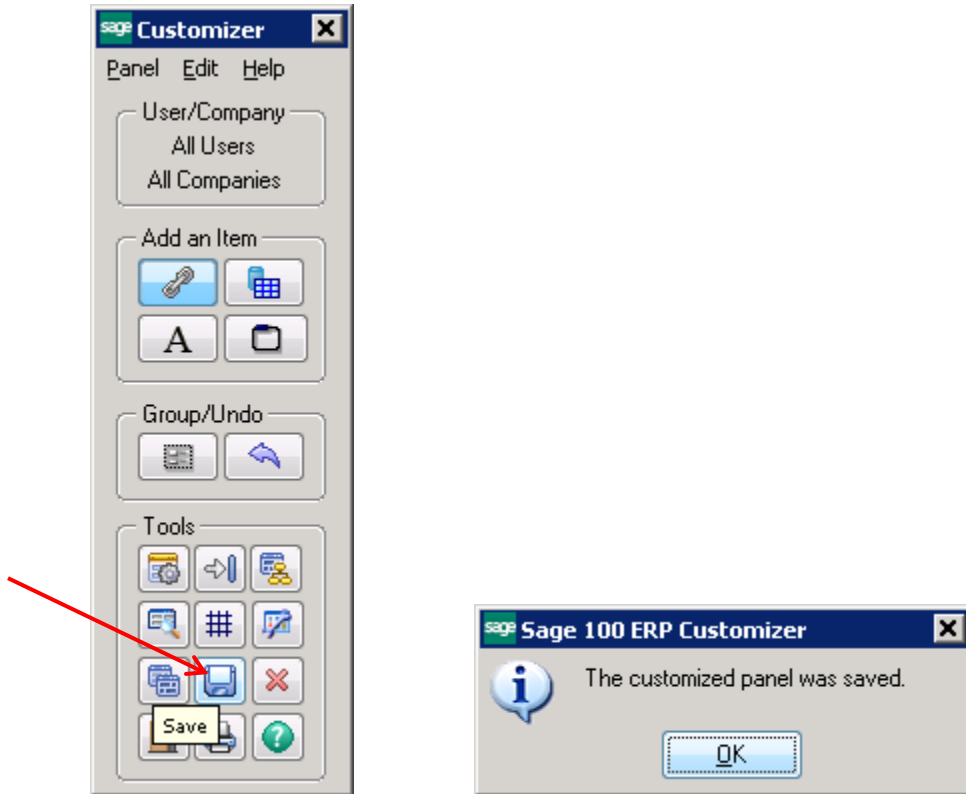 sage Customizer
Panel Edit Help
User/Company
All Users
All Companies
Add an Item
A
Group/Undo
Tools
Save
?
sage Sage 100 ERP Customizer
The customized panel was saved.
OK